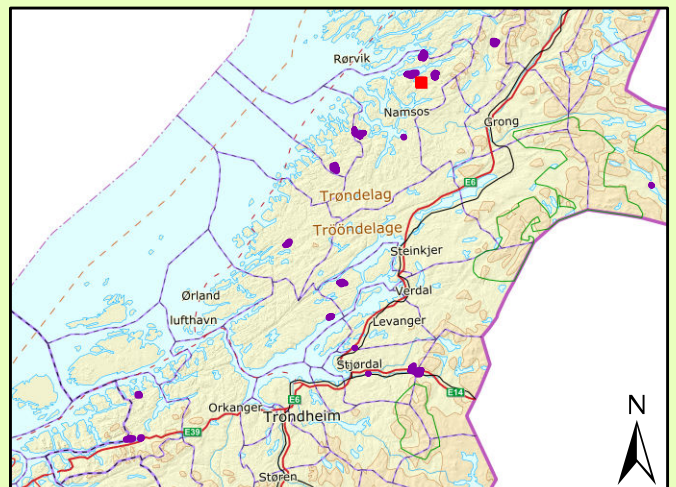 Rørvik
Namsos
Grong
E6
Trøndelag
Trööndelage
Steinkjer
Verdal
Ørland
lufthavn
Levanger
Stjørdal
E14
Orkanger
E6
Trondheim
E39
Støren
N